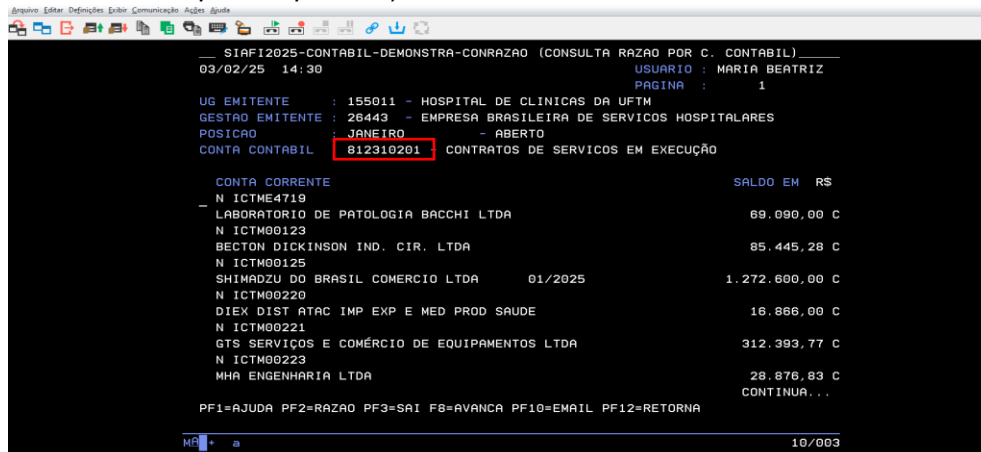 Arquivo Editar Definições Exibir Comunicação Ações Ajuda
__ SIAFI2025-CONTABIL-DEMONSTRA-CONRAZAO (CONSULTA RAZAO POR C. CONTABIL)_____
03/02/25 14:30 USUARIO : MARIA BEATRIZ
PAGINA : 1
UG EMITENTE : 155011 - HOSPITAL DE CLINICAS DA UFTM
GESTAO EMITENTE : 26443 - EMPRESA BRASILEIRA DE SERVICOS HOSPITALARES
POSICAO : JANEIRO - ABERTO
CONTA CONTABIL 812310201 - CONTRATOS DE SERVICOS EM EXECUÇÃO
CONTA CORRENTE SALDO EM R$
_ N ICTME4719
LABORATORIO DE PATOLOGIA BACCHI LTDA 69.090,00 C
N ICTM00123
BECTON DICKINSON IND. CIR. LTDA 85.445,28 C
N ICTM00125
SHIMADZU DO BRASIL COMERCIO LTDA 01/2025 1.272.600,00 C
N ICTM00220
DIEX DIST ATAC IMP EXP E MED PROD SAUDE 16.866,00 C
N ICTM00221
GTS SERVIÇOS E COMÉRCIO DE EQUIPAMENTOS LTDA 312.393,77 C
N ICTM00223
MHA ENGENHARIA LTDA 28.876,83 C
CONTINUA...
PF1=AJUDA PF2=RAZAO PF3=SAI F8=AVANCA PF10=EMAIL PF12=RETORNA
MA + a 10/003